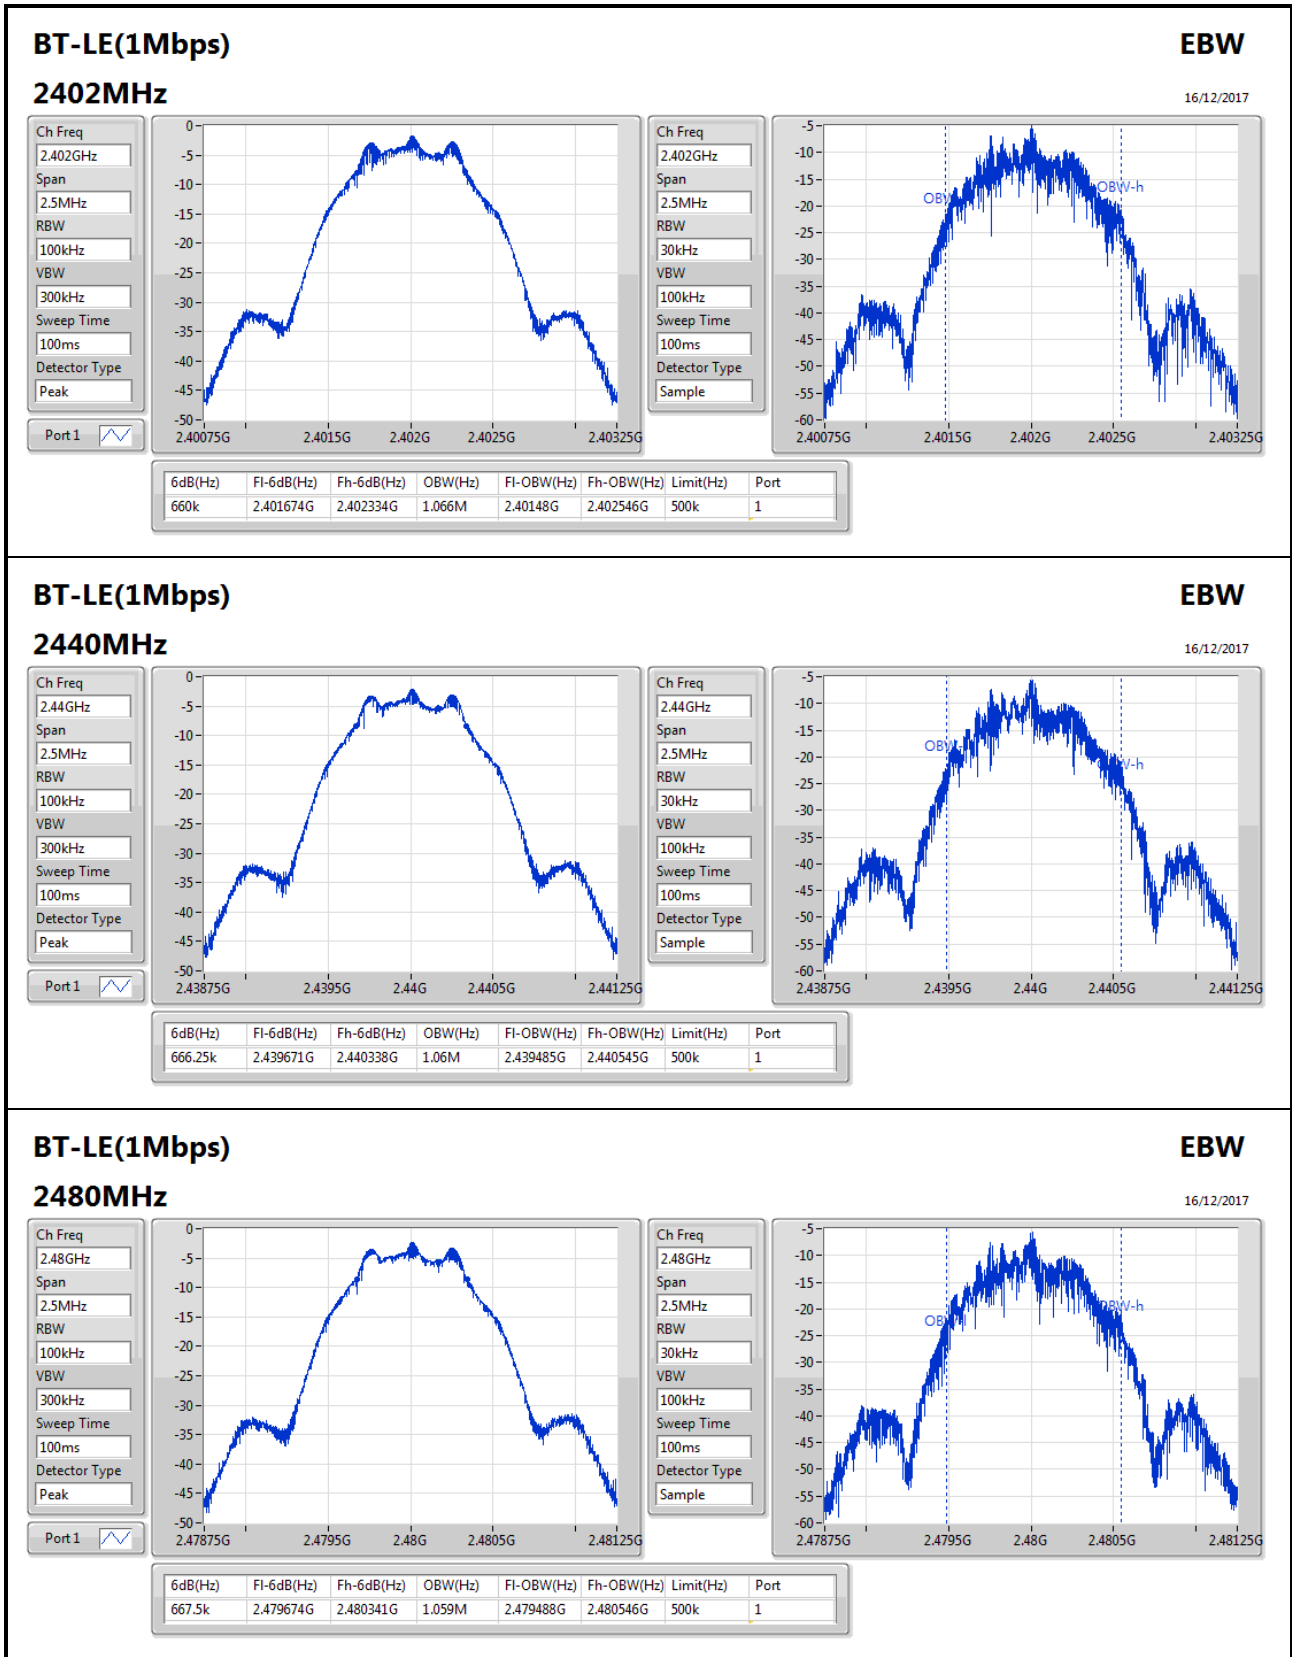 BT-LE(1Mbps) EBW
2402MHz
16/12/2017
Ch Freq
2.402GHz
Span
2.5MHz
RBW
100kHz
VBW
300kHz
Sweep Time
100ms
Detector Type
Peak
Port 1
0
-5
-10
-15
-20
-25
-30
-35
-40
-45
-50
2.40075G 2.4015G 2.402G 2.4025G 2.40325G
Ch Freq
2.402GHz
Span
2.5MHz
RBW
30kHz
VBW
100kHz
Sweep Time
100ms
Detector Type
Sample
-5
-10
-15
-20
-25
-30
-35
-40
-45
-50
-55
-60
OBW-h
2.40075G 2.4015G 2.402G 2.4025G 2.40325G
6dB(Hz) Fl-6dB(Hz) Fh-6dB(Hz) OBW(Hz) Fl-OBW(Hz) Fh-OBW(Hz) Limit(Hz) Port
660k 2.401674G 2.402334G 1.066M 2.40148G 2.402546G 500k 1
BT-LE(1Mbps) EBW
2440MHz
16/12/2017
Ch Freq
2.44GHz
Span
2.5MHz
RBW
100kHz
VBW
300kHz
Sweep Time
100ms
Detector Type
Peak
Port 1
0
-5
-10
-15
-20
-25
-30
-35
-40
-45
-50
2.43875G 2.4395G 2.44G 2.4405G 2.44125G
Ch Freq
2.44GHz
Span
2.5MHz
RBW
30kHz
VBW
100kHz
Sweep Time
100ms
Detector Type
Sample
-5
-10
-15
-20
-25
-30
-35
-40
-45
-50
-55
-60
2.43875G 2.4395G 2.44G 2.4405G 2.44125G
6dB(Hz) Fl-6dB(Hz) Fh-6dB(Hz) OBW(Hz) Fl-OBW(Hz) Fh-OBW(Hz) Limit(Hz) Port
666.25k 2.439671G 2.440338G 1.06M 2.439485G 2.440545G 500k 1
BT-LE(1Mbps) EBW
2480MHz
16/12/2017
Ch Freq
2.48GHz
Span
2.5MHz
RBW
100kHz
VBW
300kHz
Sweep Time
100ms
Detector Type
Peak
Port 1
0
-5
-10
-15
-20
-25
-30
-35
-40
-45
-50
2.47875G 2.4795G 2.48G 2.4805G 2.48125G
Ch Freq
2.48GHz
Span
2.5MHz
RBW
30kHz
VBW
100kHz
Sweep Time
100ms
Detector Type
Sample
-5
-10
-15
-20
-25
-30
-35
-40
-45
-50
-55
-60
2.47875G 2.4795G 2.48G 2.4805G 2.48125G
6dB(Hz) Fl-6dB(Hz) Fh-6dB(Hz) OBW(Hz) Fl-OBW(Hz) Fh-OBW(Hz) Limit(Hz) Port
667.5k 2.479674G 2.480341G 1.059M 2.479488G 2.480546G 500k 1